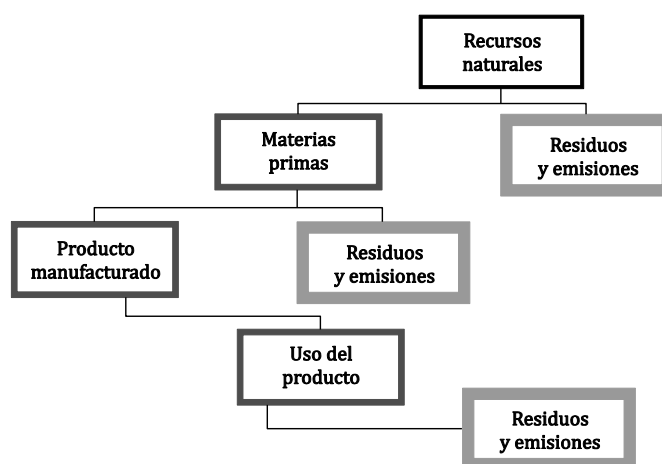 Recursos
naturales
Materias
primas
Residuos
y emisiones
Producto
manufacturado
Residuos
y emisiones
Uso del
producto
Residuos
y emisiones